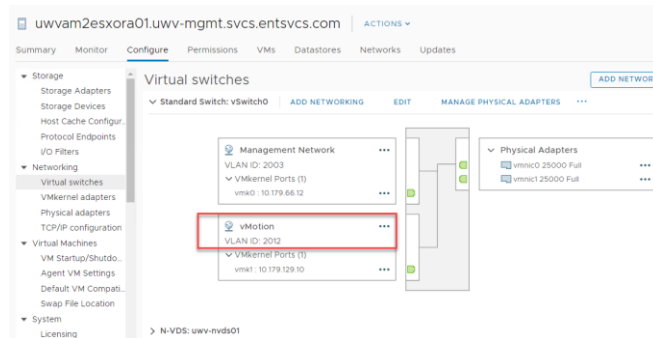 uwvam2esxora01.uwv-mgmt.svcs.entsvcs.com ACTIONS
Summary Monitor Configure Permissions VMs Datastores Networks Updates
Storage
Storage Adapters
Storage Devices
Host Cache Configur...
Protocol Endpoints
I/O Filters
Networking
Virtual switches
VMkernel adapters
Physical adapters
TCP/IP configuration
Virtual Machines
VM Startup/Shutdo...
Agent VM Settings
Default VM Compati...
Swap File Location
System
Licensing
Virtual switches
ADD NETWOR
Standard Switch: vSwitch0 ADD NETWORKING EDIT MANAGE PHYSICAL ADAPTERS ...
Management Network ...
VLAN ID: 2003
VMkernel Ports (1)
vmk0 : 10.179.66.12 ...
vMotion ...
VLAN ID: 2012
VMkernel Ports (1)
vmk1 : 10.179.129.10 ...
Physical Adapters
vmnic0 25000 Full ...
vmnic1 25000 Full ...
N-VDS: uwv-nvds01